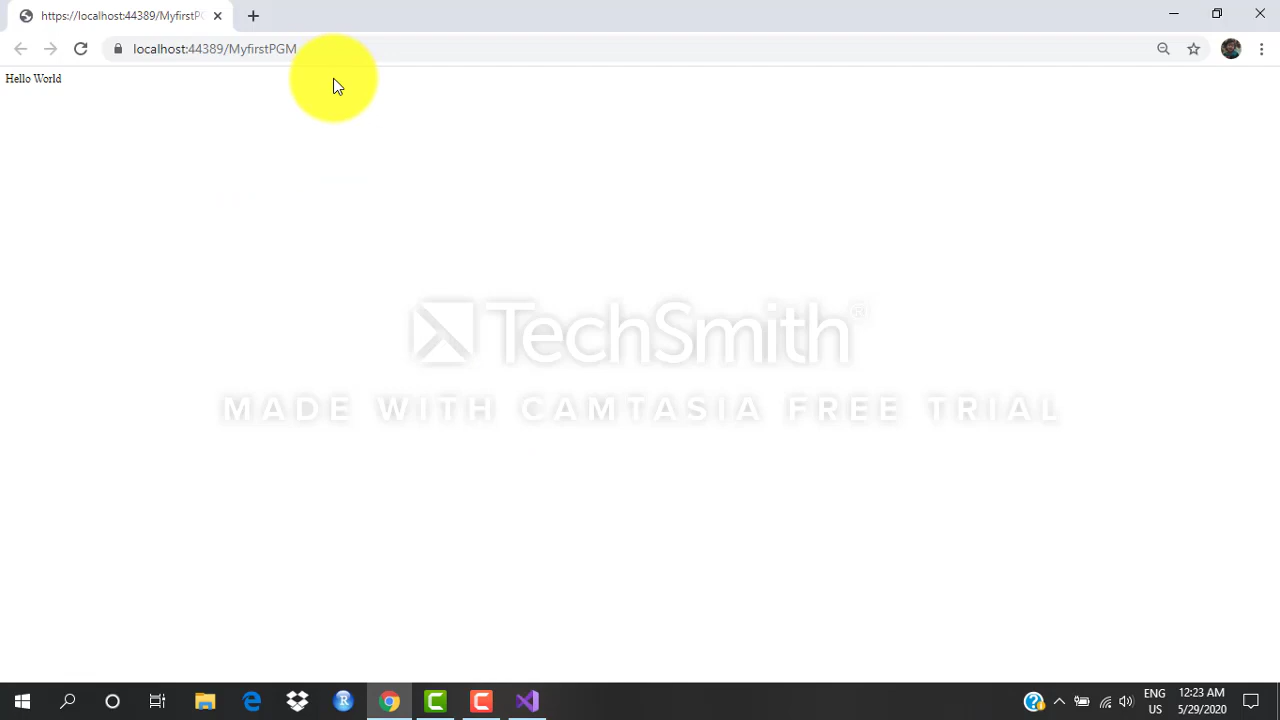 https://localhost:44389/MyfirstPG
localhost:44389/MyfirstPGM
Hello World
TechSmith®
MADE WITH CAMTASIA FREE TRIAL
ENG
US
12:23 AM
5/29/2020